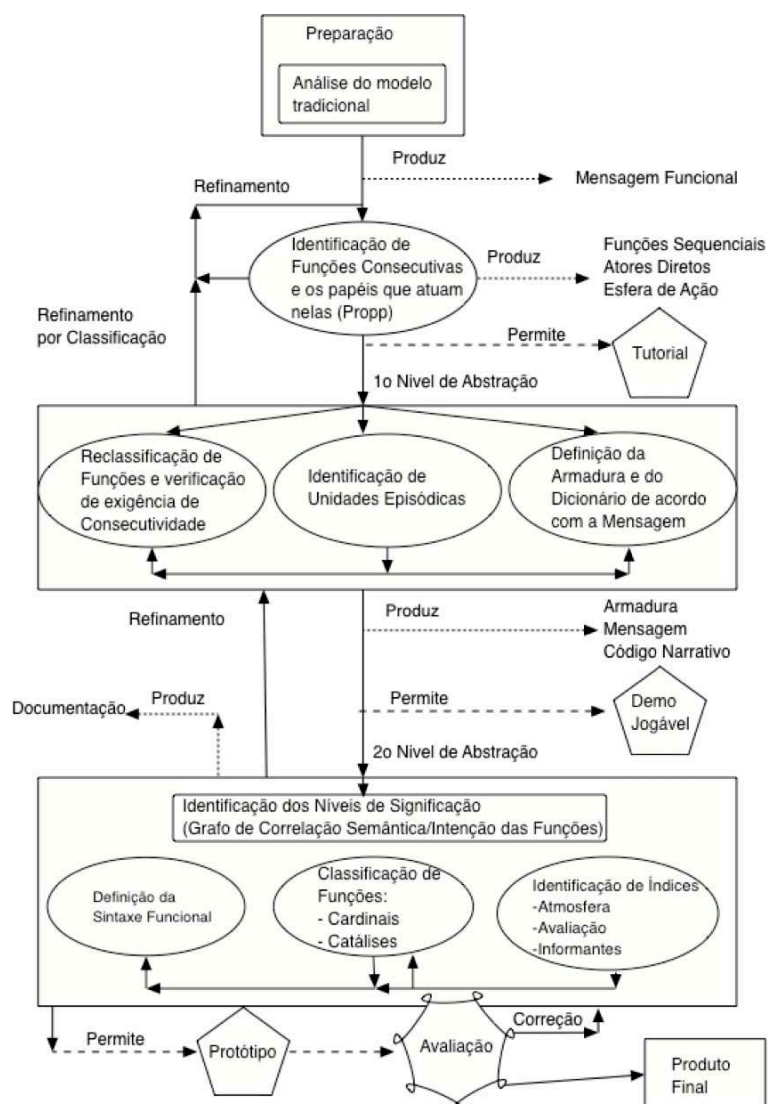 Preparação
Análise do modelo
tradicional
Produz
Mensagem Funcional
Refinamento
Identificação de
Funções Consecutivas
e os papéis que atuam
nelas (Propp)
Produz
Funções Sequenciais
Atores Diretos
Esfera de Ação
Refinamento
por Classificação
Permite
Tutorial
1o Nivel de Abstração
Reclassificação de
Funções e verificação
de exigência de
Consecutividade
Identificação de
Unidades Episódicas
Definição da
Armadura e do
Dicionário de acordo
com a Mensagem
Refinamento
Produz
Armadura
Mensagem
Código Narrativo
Documentação
Produz
Permite
Demo
Jogável
2o Nivel de Abstração
Identificação dos Níveis de Significação
(Grafo de Correlação Semântica/Intenção das Funções)
Definição da
Sintaxe Funcional
Classificação de
Funções:
- Cardinais
- Catálises
Identificação de Índices
-Atmosfera
-Avaliação
-Informantes
Permite
Protótipo
Avaliação
Correção
Produto
Final